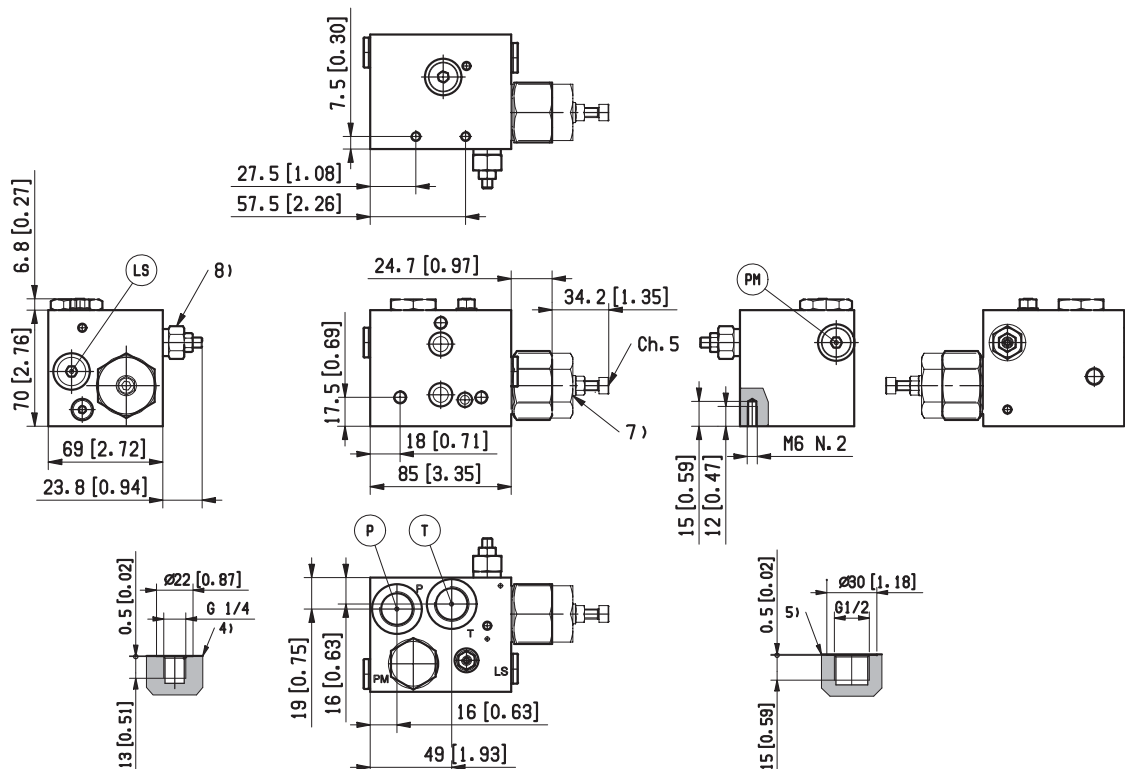 7.5 [0.30]
27.5 [1.08]
57.5 [2.26]
6.8 [0.27]
LS
8)
70 [2.76]
69 [2.72]
23.8 [0.94]
24.7 [0.97]
34.2 [1.35]
Ch.5
17.5 [0.69]
7)
18 [0.71]
85 [3.35]
PM
M6 N.2
15 [0.59]
12 [0.47]
P
T
0.5 [0.02]
Ø22 [0.87]
G 1/4
4)
13 [0.51]
P
T
PM
LS
19 [0.75]
16 [0.63]
16 [0.63]
49 [1.93]
0.5 [0.02]
Ø30 [1.18]
G1/2
5)
15 [0.59]